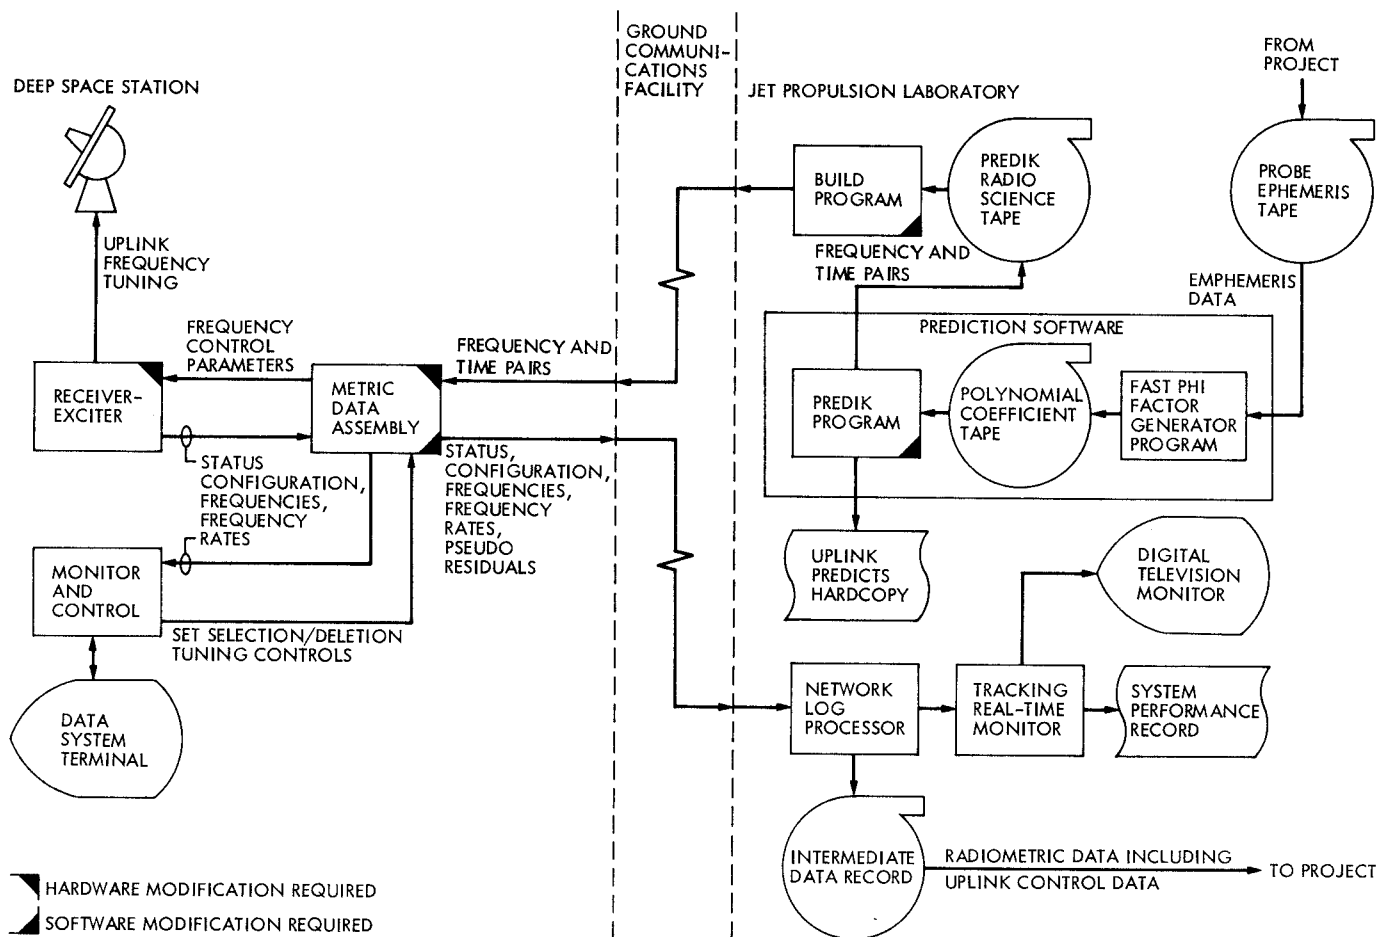 GROUND
COMMUNI-
CATIONS
FACILITY
FROM
PROJECT
DEEP SPACE STATION
JET PROPULSION LABORATORY
PREDIK
RADIO
SCIENCE
TAPE
BUILD
PROGRAM
PROBE
EPHEMERIS
TAPE
UPLINK
FREQUENCY
TUNING
FREQUENCY AND
TIME PAIRS
EMPHEMERIS
DATA
FREQUENCY
CONTROL
PARAMETERS
FREQUENCY AND
TIME PAIRS
PREDICTION SOFTWARE
RECEIVER-
EXCITER
METRIC
DATA
ASSEMBLY
PREDIK
PROGRAM
POLYNOMIAL
COEFFICIENT
TAPE
FAST PHI
FACTOR
GENERATOR
PROGRAM
STATUS
CONFIGURATION,
FREQUENCIES,
FREQUENCY
RATES
STATUS,
CONFIGURATION,
FREQUENCIES,
FREQUENCY
RATES,
PSEUDO
RESIDUALS
UPLINK
PREDICTS
HARDCOPY
DIGITAL
TELEVISION
MONITOR
MONITOR
AND
CONTROL
SET SELECTION/DELETION
TUNING CONTROLS
DATA
SYSTEM
TERMINAL
NETWORK
LOG
PROCESSOR
TRACKING
REAL-TIME
MONITOR
SYSTEM
PERFORMANCE
RECORD
INTERMEDIATE
DATA RECORD
RADIOMETRIC DATA INCLUDING
UPLINK CONTROL DATA
TO PROJECT
HARDWARE MODIFICATION REQUIRED
SOFTWARE MODIFICATION REQUIRED